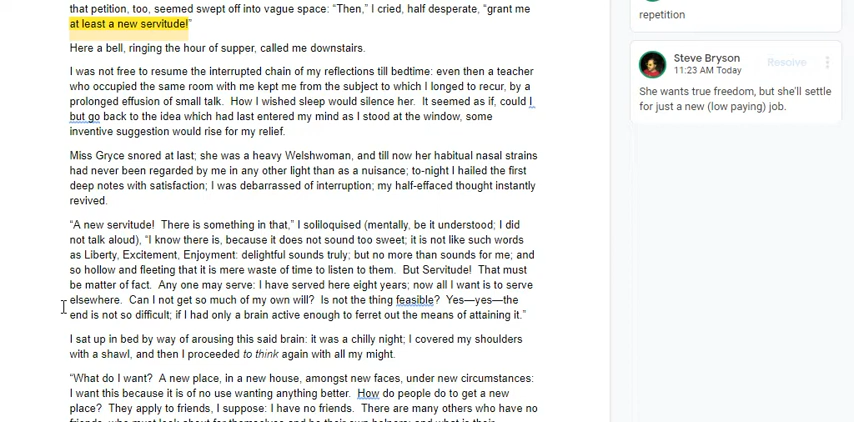 that petition, too, seemed swept off into vague space: “Then,” I cried, half desperate, “grant me
at least a new servitude!”
Here a bell, ringing the hour of supper, called me downstairs.
I was not free to resume the interrupted chain of my reflections till bedtime: even then a teacher
who occupied the same room with me kept me from the subject to which I longed to recur, by a
prolonged effusion of small talk.  How I wished sleep would silence her.  It seemed as if, could I
but go back to the idea which had last entered my mind as I stood at the window, some
inventive suggestion would rise for my relief.
Miss Gryce snored at last; she was a heavy Welshwoman, and till now her habitual nasal strains
had never been regarded by me in any other light than as a nuisance; to-night I hailed the first
deep notes with satisfaction; I was debarrassed of interruption; my half-effaced thought instantly
revived.
“A new servitude!  There is something in that,” I soliloquised (mentally, be it understood; I did
not talk aloud), “I know there is, because it does not sound too sweet; it is not like such words
as Liberty, Excitement, Enjoyment: delightful sounds truly; but no more than sounds for me; and
so hollow and fleeting that it is mere waste of time to listen to them.  But Servitude!  That must
be matter of fact.  Any one may serve: I have served here eight years; now all I want is to serve
elsewhere.  Can I not get so much of my own will?  Is not the thing feasible?  Yes—yes—the
end is not so difficult; if I had only a brain active enough to ferret out the means of attaining it.”
I sat up in bed by way of arousing this said brain: it was a chilly night; I covered my shoulders
with a shawl, and then I proceeded to think again with all my might.
“What do I want?  A new place, in a new house, amongst new faces, under new circumstances:
I want this because it is of no use wanting anything better.  How do people do to get a new
place?  They apply to friends, I suppose: I have no friends.  There are many others who have no
repetition
Steve Bryson
11:23 AM Today
Resolve
She wants true freedom, but she'll settle
for just a new (low paying) job.